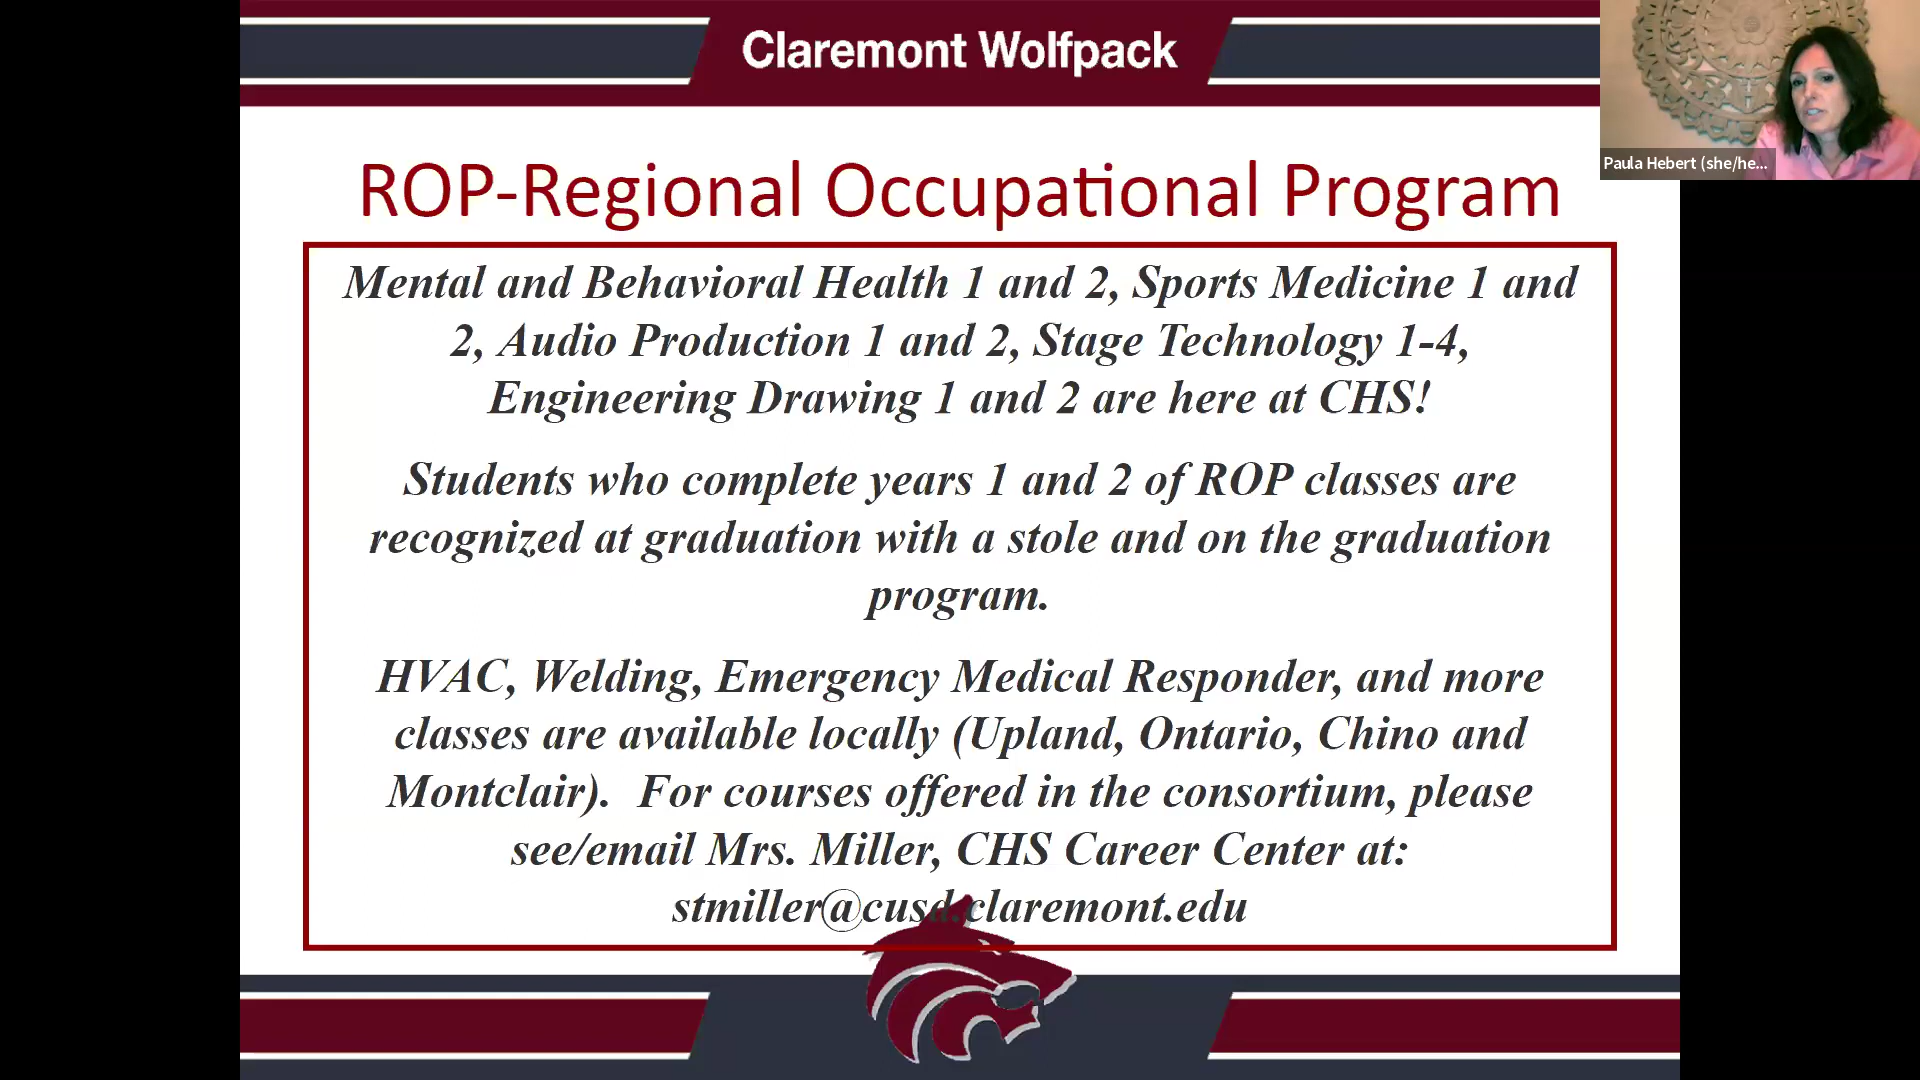 Claremont Wolfpack
Paula Hebert (she/he...
ROP-Regional Occupational Program
Mental and Behavioral Health 1 and 2, Sports Medicine 1 and
2, Audio Production 1 and 2, Stage Technology 1-4,
Engineering Drawing 1 and 2 are here at CHS!
Students who complete years 1 and 2 of ROP classes are
recognized at graduation with a stole and on the graduation
program.
HVAC, Welding, Emergency Medical Responder, and more
classes are available locally (Upland, Ontario, Chino and
Montclair).  For courses offered in the consortium, please
see/email Mrs. Miller, CHS Career Center at:
stmiller@cusd.claremont.edu